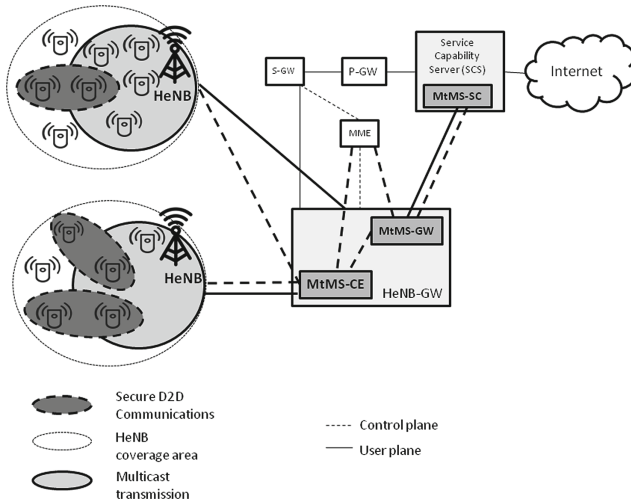 HeNB
S-GW
P-GW
Service
Capability
Server (SCS)
MtMS-SC
Internet
MME
HeNB
MtMS-GW
MtMS-CE
HeNB-GW
Secure D2D
Communications
HeNB
coverage area
Multicast
transmission
Control plane
User plane